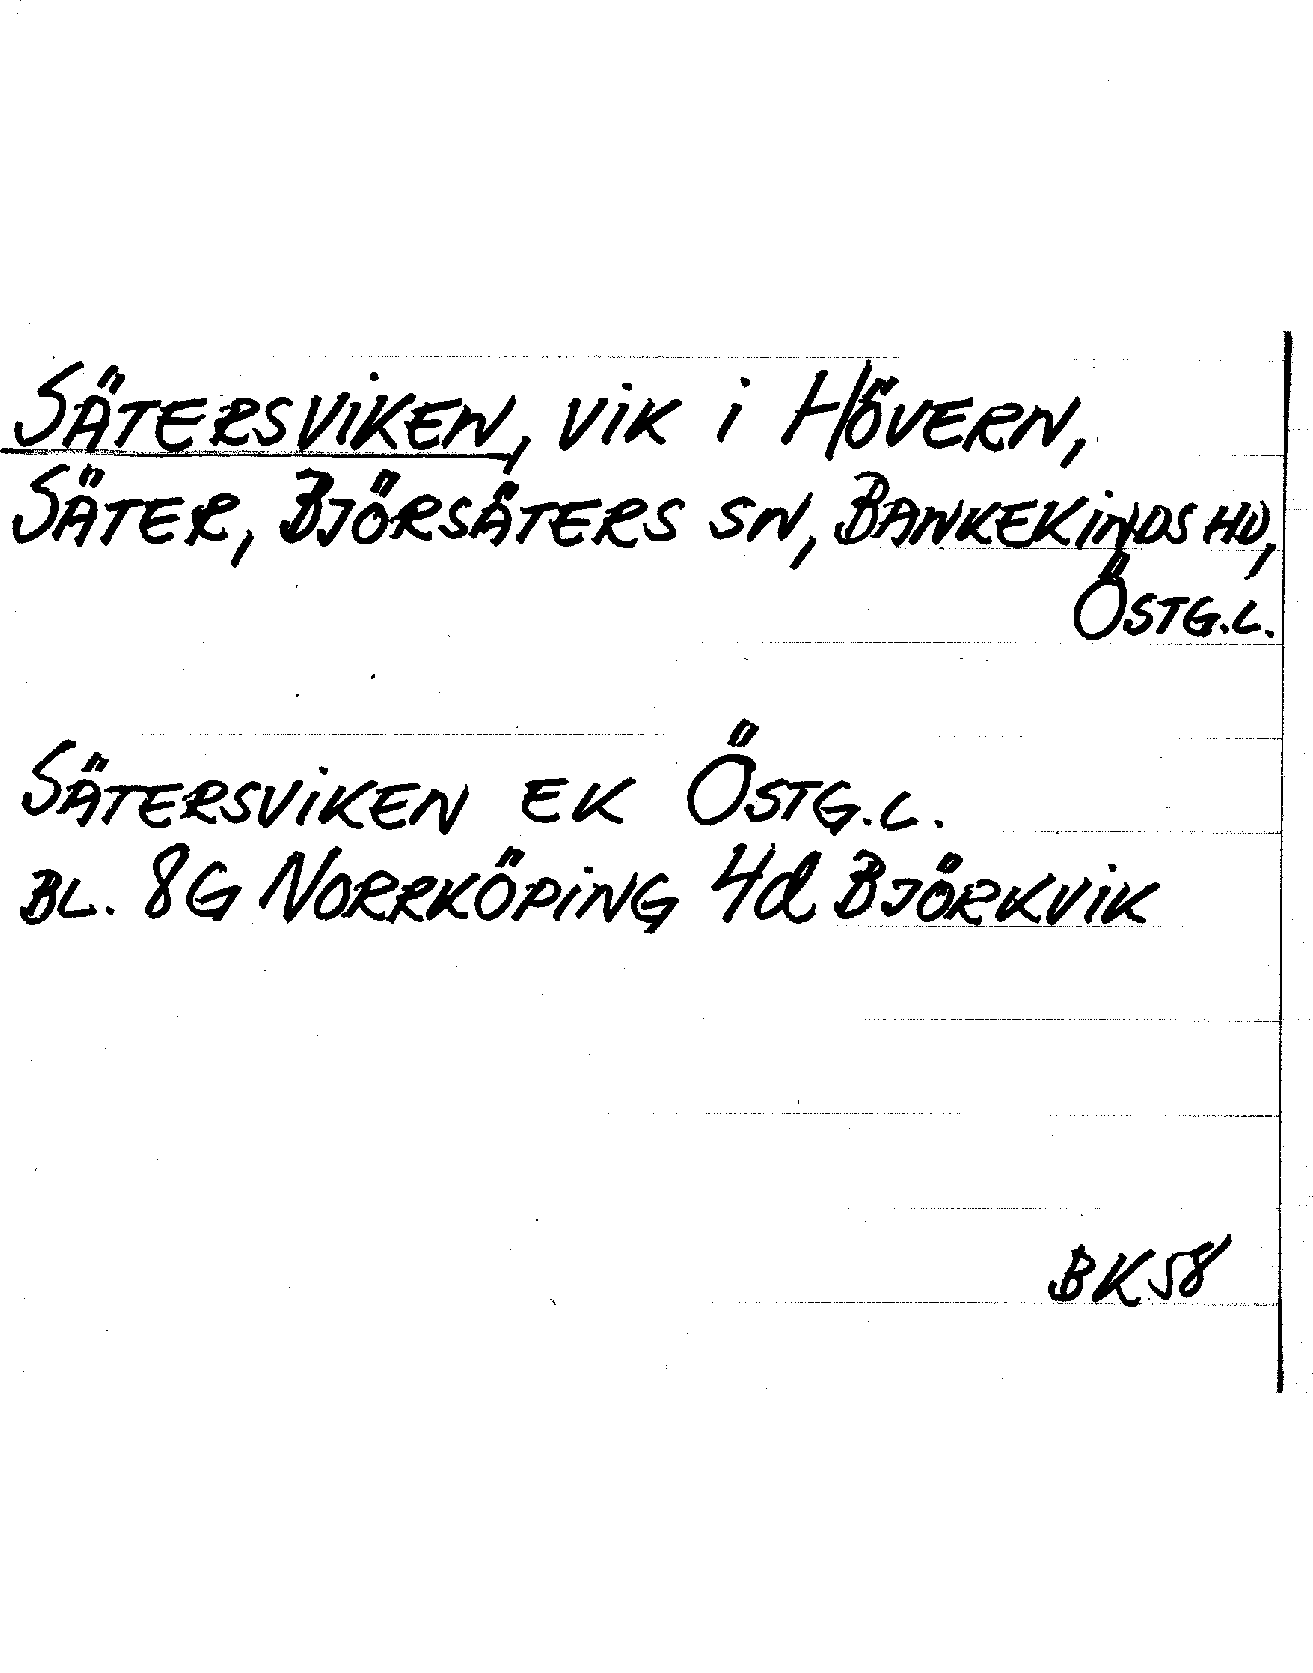 SÄTERSVIKEN, VIK I HÖVERN,
SÄTER, BJÖRSÄTERS SN, BANKEKINDS HD,
ÖSTG.L.
SÄTERSVIKEN EK ÖSTG.L.
BL. 8G NORRKÖPING 4d BJÖRKVIK
BK58